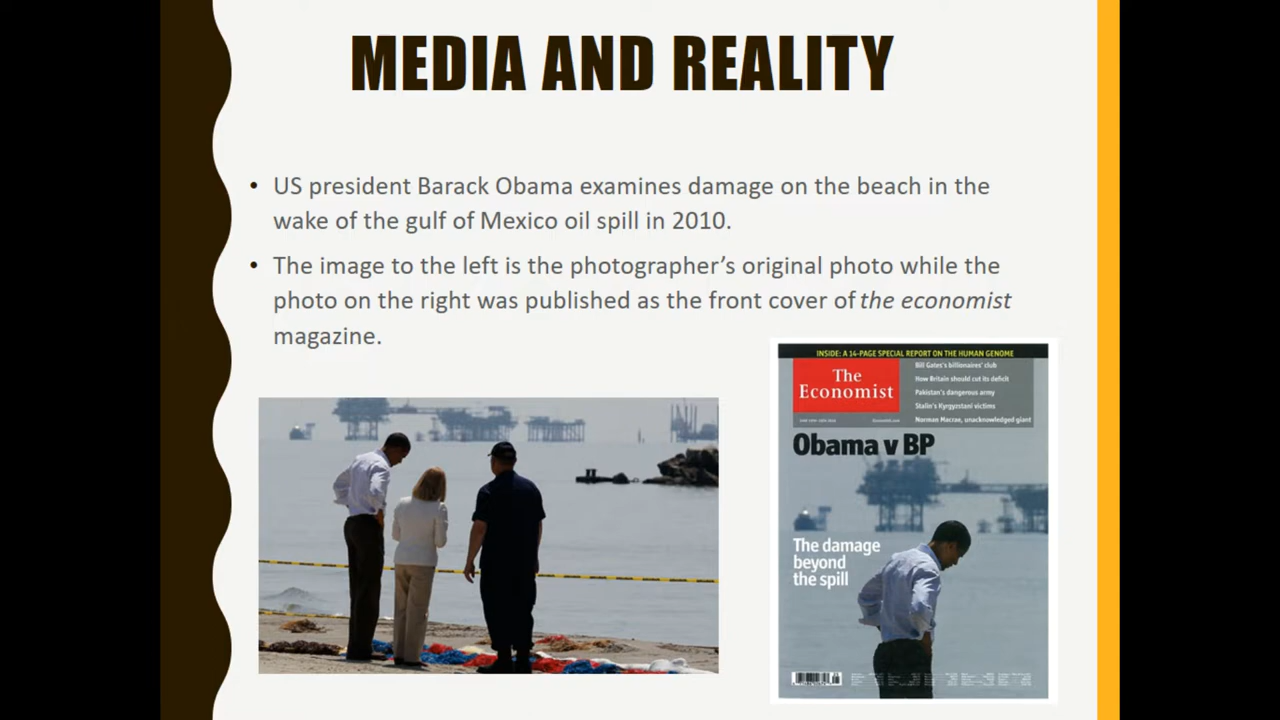 MEDIA AND REALITY
• US president Barack Obama examines damage on the beach in the
wake of the gulf of Mexico oil spill in 2010.
• The image to the left is the photographer’s original photo while the
photo on the right was published as the front cover of the economist
magazine.
INSIDE: A 14-PAGE SPECIAL REPORT ON THE HUMAN GENOME
The
Economist
Bill Gates's billionaires' club
How Britain should cut its deficit
Pakistan's dangerous army
Stalin's Kyrgyzstani victims
Norman Macrae, unacknowledged giant
Obama v BP
The damage
beyond
the spill